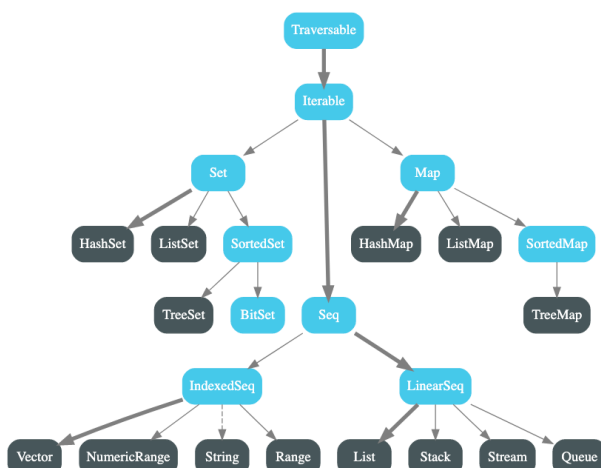 Traversable
Iterable
Set
Map
HashSet
ListSet
SortedSet
HashMap
ListMap
SortedMap
TreeSet
BitSet
Seq
TreeMap
IndexedSeq
LinearSeq
Vector
NumericRange
String
Range
List
Stack
Stream
Queue